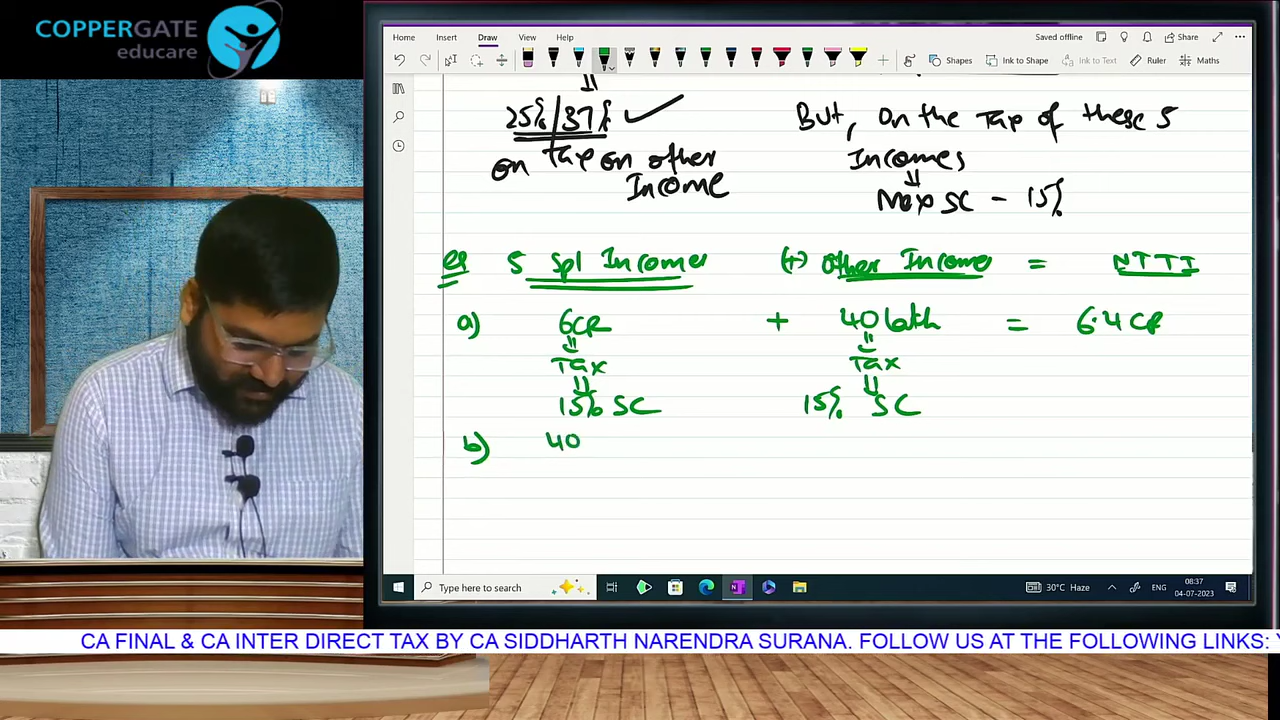 COPPERGATE
educare
Home Insert Draw View Help
Saved offline
Share
Shapes
Ink to Shape
Ink to Text
Ruler
Maths
25% / 37%
on Tax on other
Income
But, on the Tax of these 5
Incomes
Max SC - 15%
eg 5 Spl Incomes (+) other Income = NTTI
a) 6CR + 40 lakh = 6.4 CR
Tax Tax
15% SC 15% SC
b) 40
Type here to search
30°C Haze
ENG
08:37
04-07-2023
CA FINAL & CA INTER DIRECT TAX BY CA SIDDHARTH NARENDRA SURANA. FOLLOW US AT THE FOLLOWING LINKS: